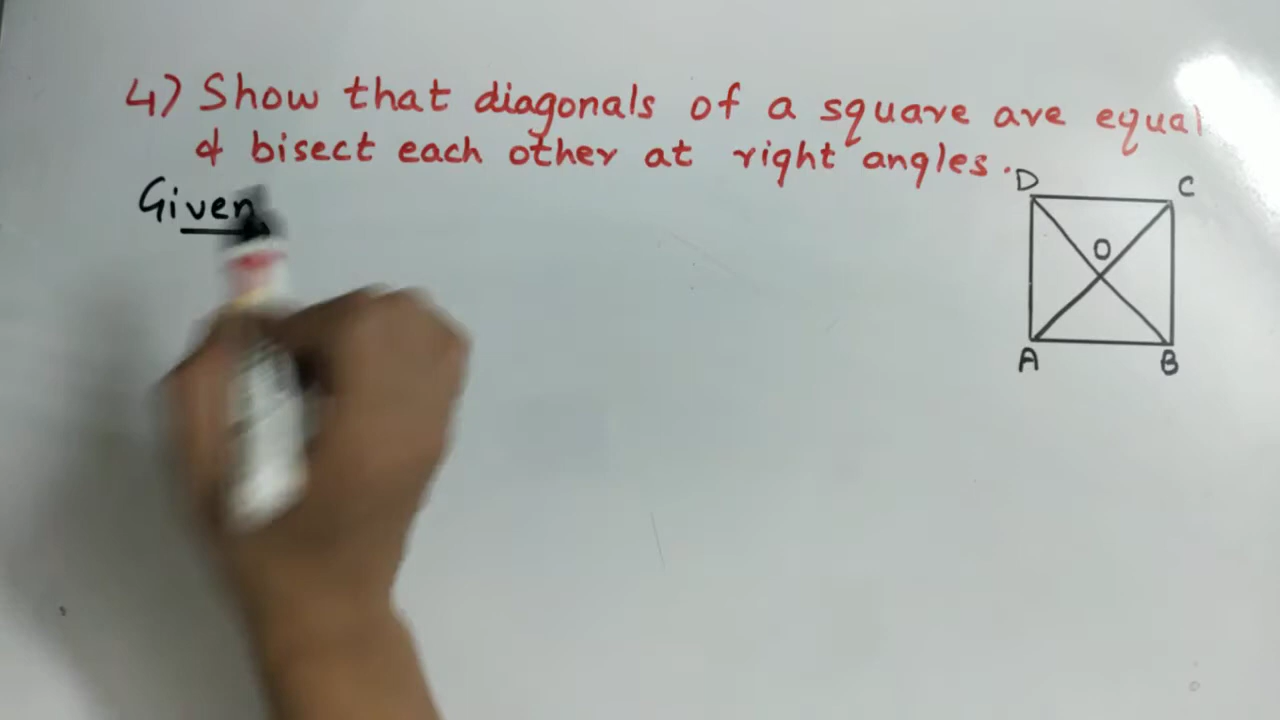 4) Show that diagonals of a square are equal
& bisect each other at right angles.
Given
D C
O
A B